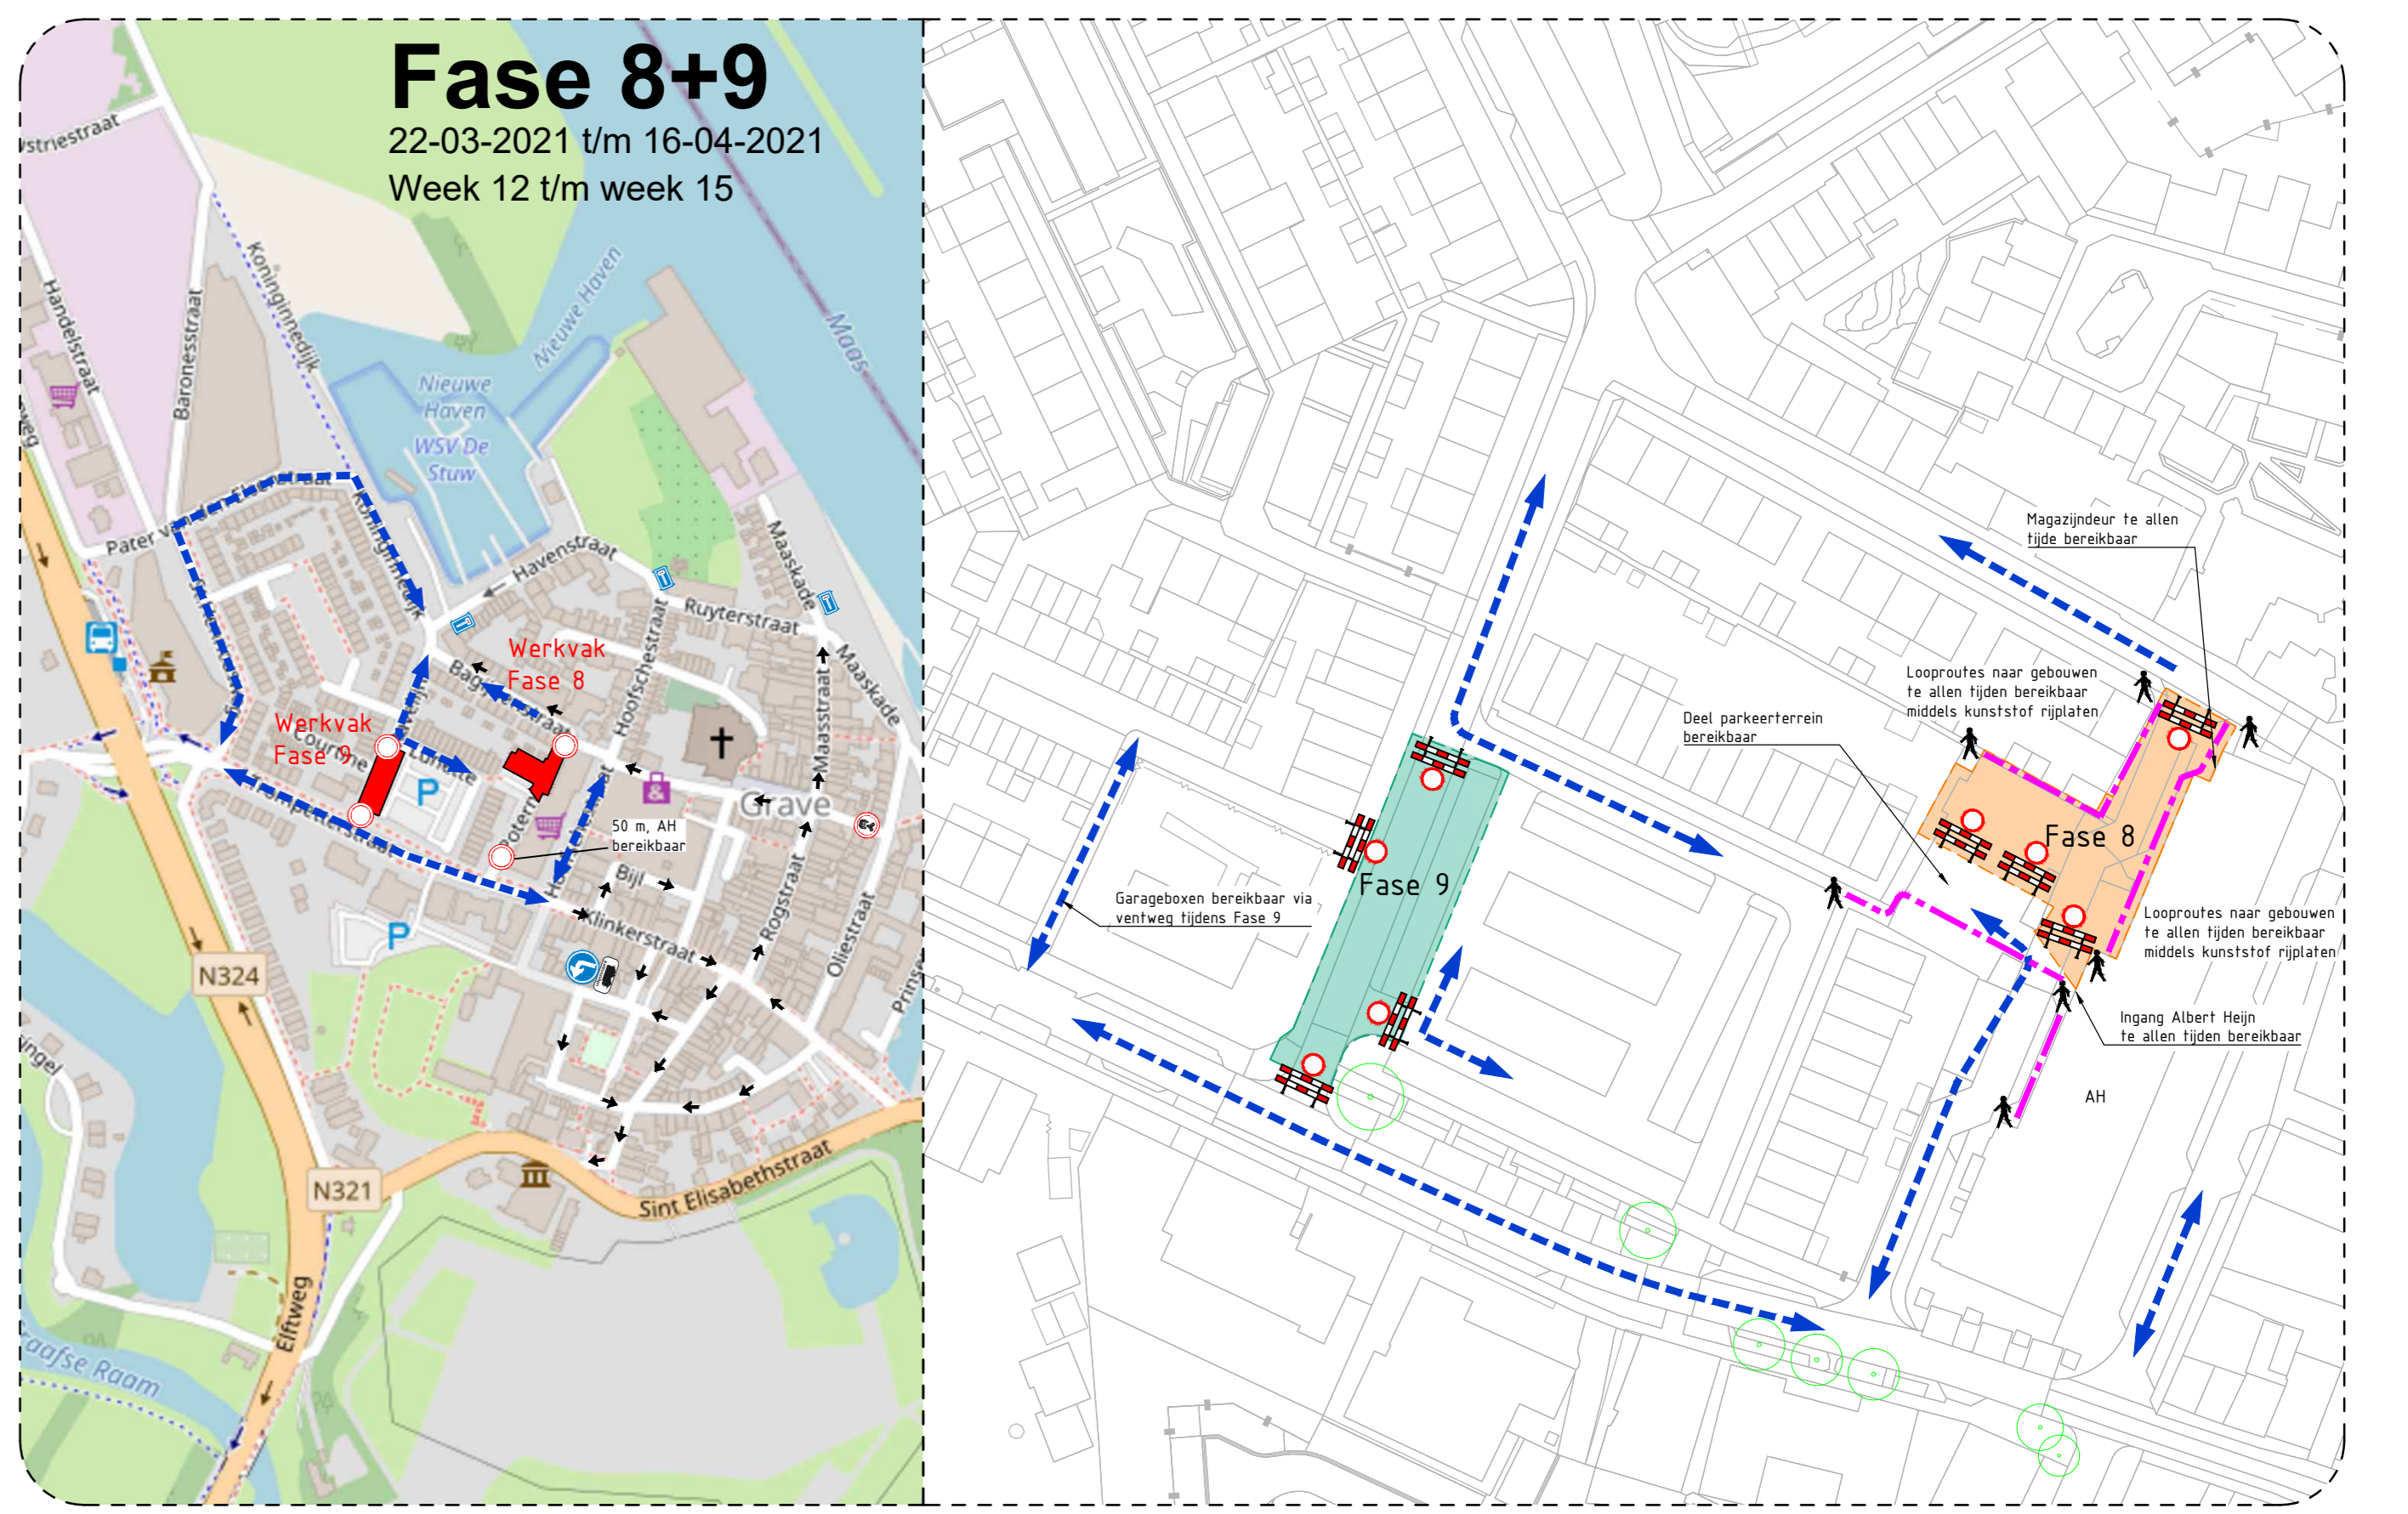 Fase 8+9
22-03-2021 t/m 16-04-2021
Week 12 t/m week 15
Handelstraat
Baronesstraat
Koninginnedijk
Nieuwe Haven
Maas
Nieuwe
Haven
WSV De
Stuw
Pater
Koninginnedijk
Havenstraat
Ruyterstraat
Maaskade
Maaskade
Hoofschestraat
Maasstraat
Werkvak
Fase 8
Werkvak
Fase 9
P
Grave
50 m, AH
bereikbaar
Bijl
Klinkerstraat
Rogstraat
Oliestraat
P
N324
N321
Sint Elisabethstraat
Elftweg
aafse Raam
Magazijndeur te allen
tijde bereikbaar
Looproutes naar gebouwen
te allen tijden bereikbaar
middels kunststof rijplaten
Deel parkeerterrein
bereikbaar
Fase 8
Fase 9
Garageboxen bereikbaar via
ventweg tijdens Fase 9
Looproutes naar gebouwen
te allen tijden bereikbaar
middels kunststof rijplaten
Ingang Albert Heijn
te allen tijden bereikbaar
AH